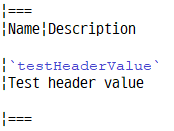 ¦===
¦Name¦Description

¦`testHeaderValue`
¦Test header value

¦===